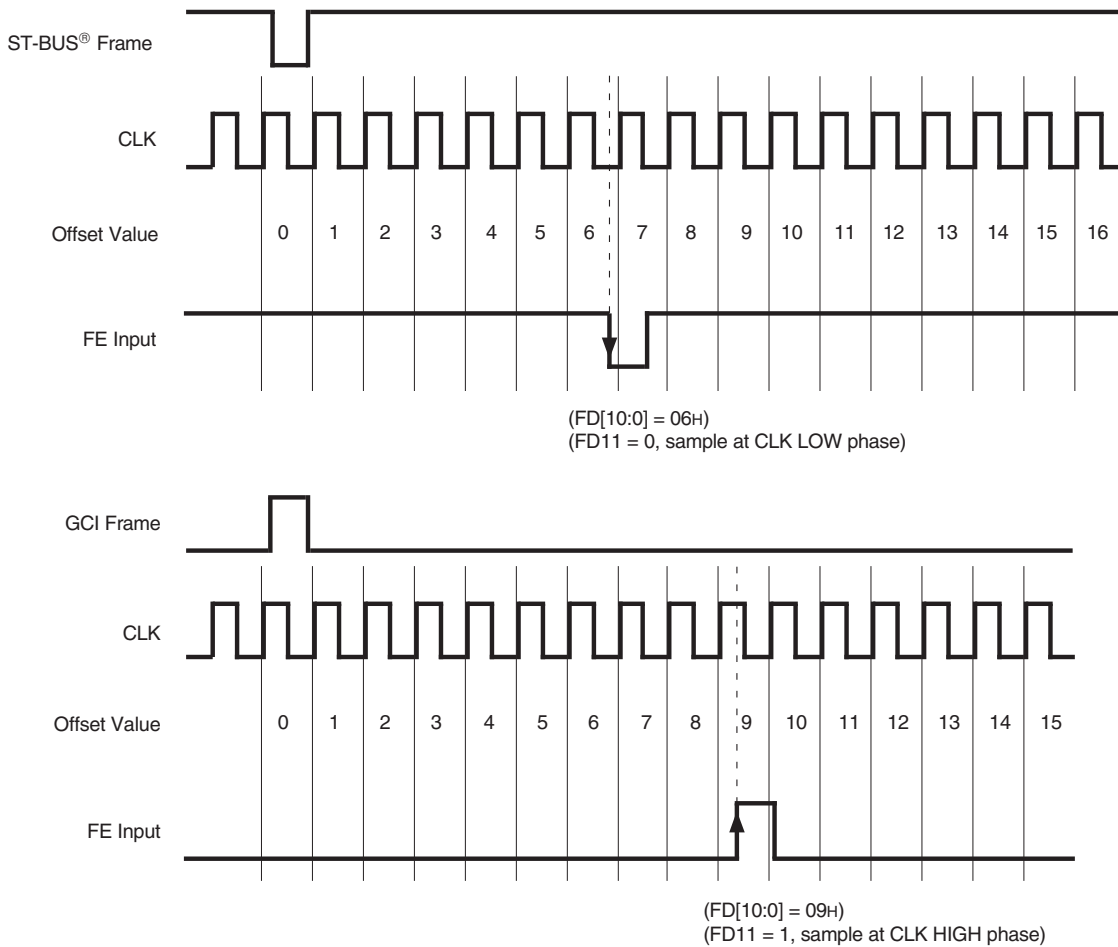 ST-BUS® Frame
CLK
Offset Value 0 1 2 3 4 5 6 7 8 9 10 11 12 13 14 15 16
FE Input
(FD[10:0] = 06H)
(FD11 = 0, sample at CLK LOW phase)
GCI Frame
CLK
Offset Value 0 1 2 3 4 5 6 7 8 9 10 11 12 13 14 15
FE Input
(FD[10:0] = 09H)
(FD11 = 1, sample at CLK HIGH phase)